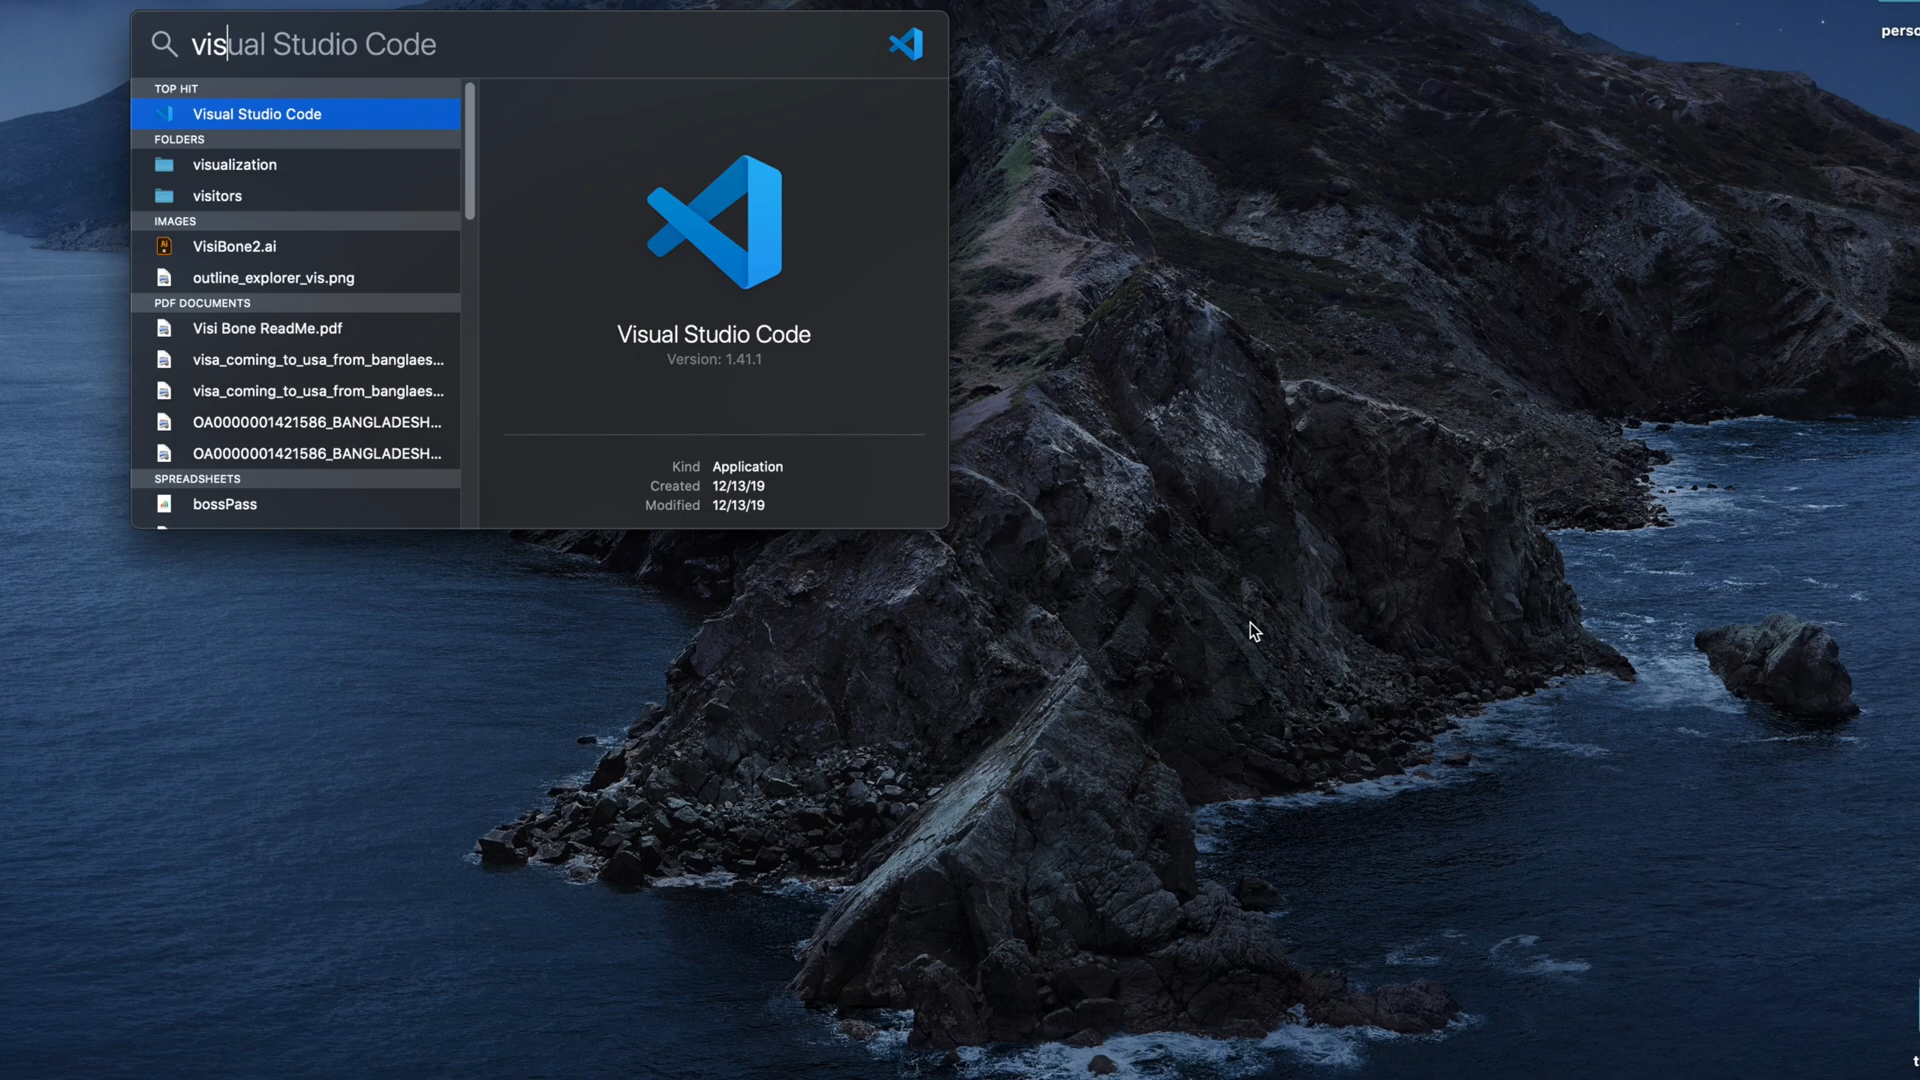 visual Studio Code
TOP HIT
Visual Studio Code
FOLDERS
visualization
visitors
IMAGES
VisiBone2.ai
outline_explorer_vis.png
PDF DOCUMENTS
Visi Bone ReadMe.pdf
visa_coming_to_usa_from_banglaes...
visa_coming_to_usa_from_banglaes...
OA0000001421586_BANGLADESH...
OA0000001421586_BANGLADESH...
SPREADSHEETS
bossPass
Visual Studio Code
Version: 1.41.1
Kind Application
Created 12/13/19
Modified 12/13/19
perso
t